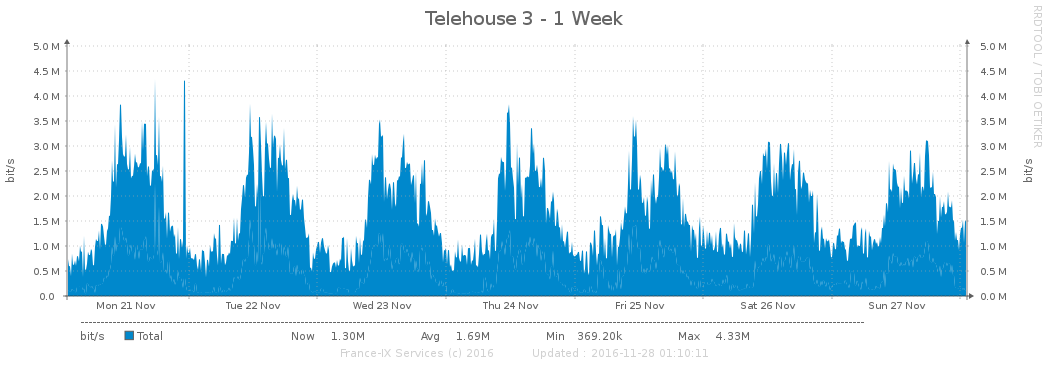 Telehouse 3 - 1 Week
RRDTOOL / TOBI OETIKER
bit/s
5.0 M
4.5 M
4.0 M
3.5 M
3.0 M
2.5 M
2.0 M
1.5 M
1.0 M
0.5 M
0.0
5.0 M
4.5 M
4.0 M
3.5 M
3.0 M
2.5 M
2.0 M
1.5 M
1.0 M
0.5 M
0.0 M
bit/s
Mon 21 Nov Tue 22 Nov Wed 23 Nov Thu 24 Nov Fri 25 Nov Sat 26 Nov Sun 27 Nov
bit/s Total Now 1.30M Avg 1.69M Min 369.20k Max 4.33M
France-IX Services (c) 2016 Updated : 2016-11-28 01:10:11